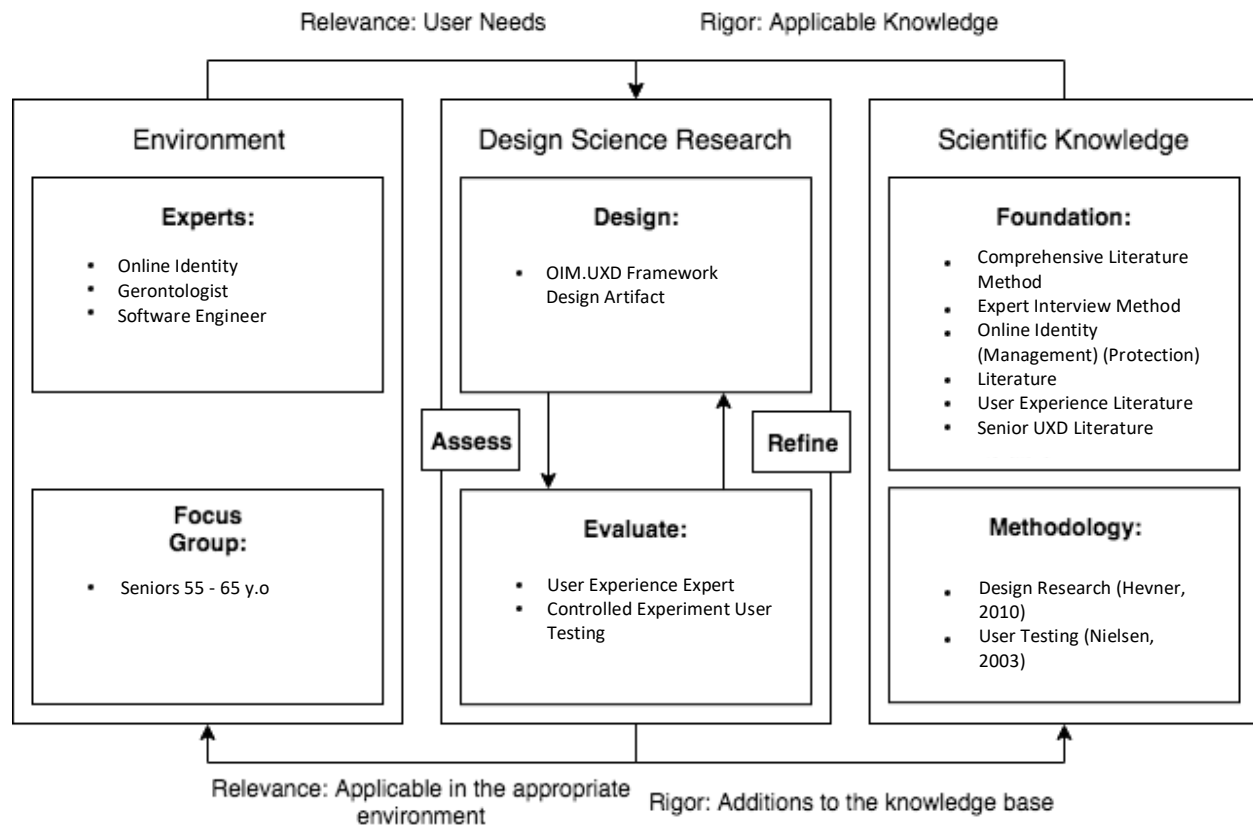 Relevance: User Needs
Rigor: Applicable Knowledge
Environment
Experts:
• Online Identity
• Gerontologist
• Software Engineer
Focus
Group:
• Seniors 55 - 65 y.o
Design Science Research
Design:
• OIM.UXD Framework
Design Artifact
Assess
Refine
Evaluate:
• User Experience Expert
• Controlled Experiment User
Testing
Scientific Knowledge
Foundation:
• Comprehensive Literature
Method
• Expert Interview Method
• Online Identity
(Management) (Protection)
• Literature
• User Experience Literature
• Senior UXD Literature
Methodology:
• Design Research (Hevner,
2010)
• User Testing (Nielsen,
2003)
Relevance: Applicable in the appropriate
environment
Rigor: Additions to the knowledge base